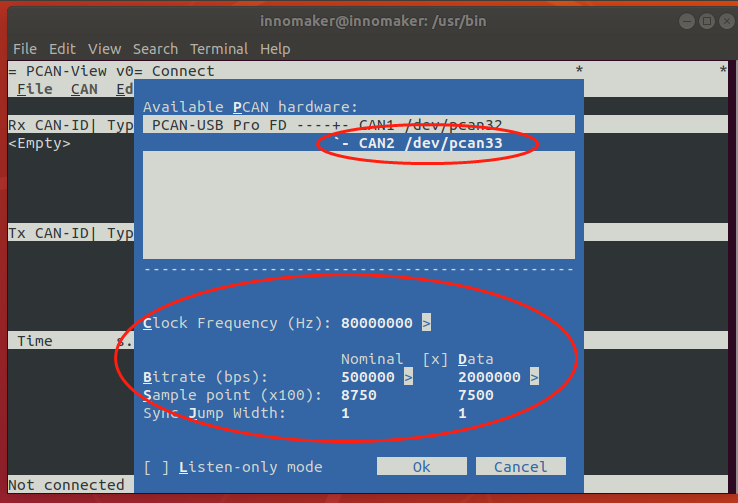 innomaker@innomaker: /usr/bin
File Edit View Search Terminal Help
= PCAN-View v0= Connect * *
File CAN Ed
Available PCAN hardware:
Rx CAN-ID| Typ PCAN-USB Pro FD ----+- CAN1 /dev/pcan32
<Empty> `- CAN2 /dev/pcan33
Tx CAN-ID| Typ
------------------------------------------------
Clock Frequency (Hz): 80000000 >
Time s.
Nominal [x] Data
Bitrate (bps): 500000 > 2000000 >
Sample point (x100): 8750 7500
Sync Jump Width: 1 1
[ ] Listen-only mode Ok Cancel
Not connected